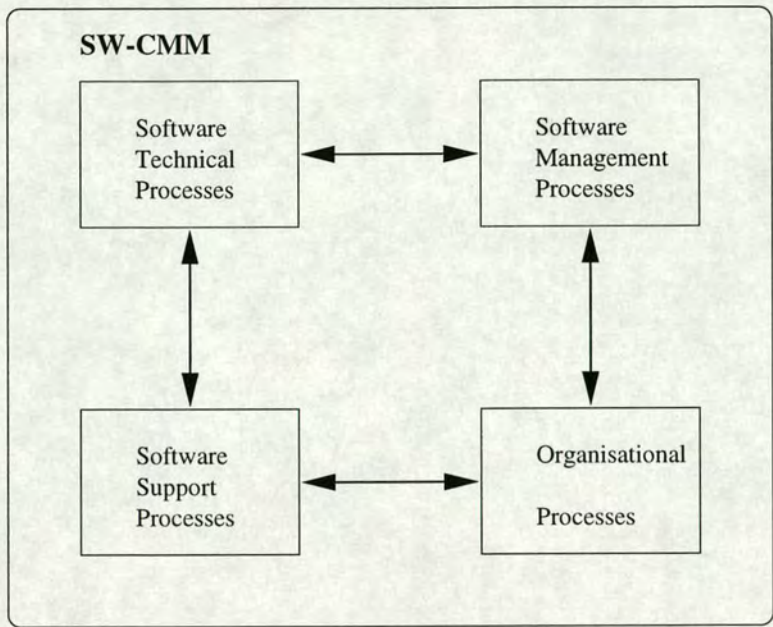 SW-CMM
Software
Technical
Processes
Software
Management
Processes
Software
Support
Processes
Organisational
Processes